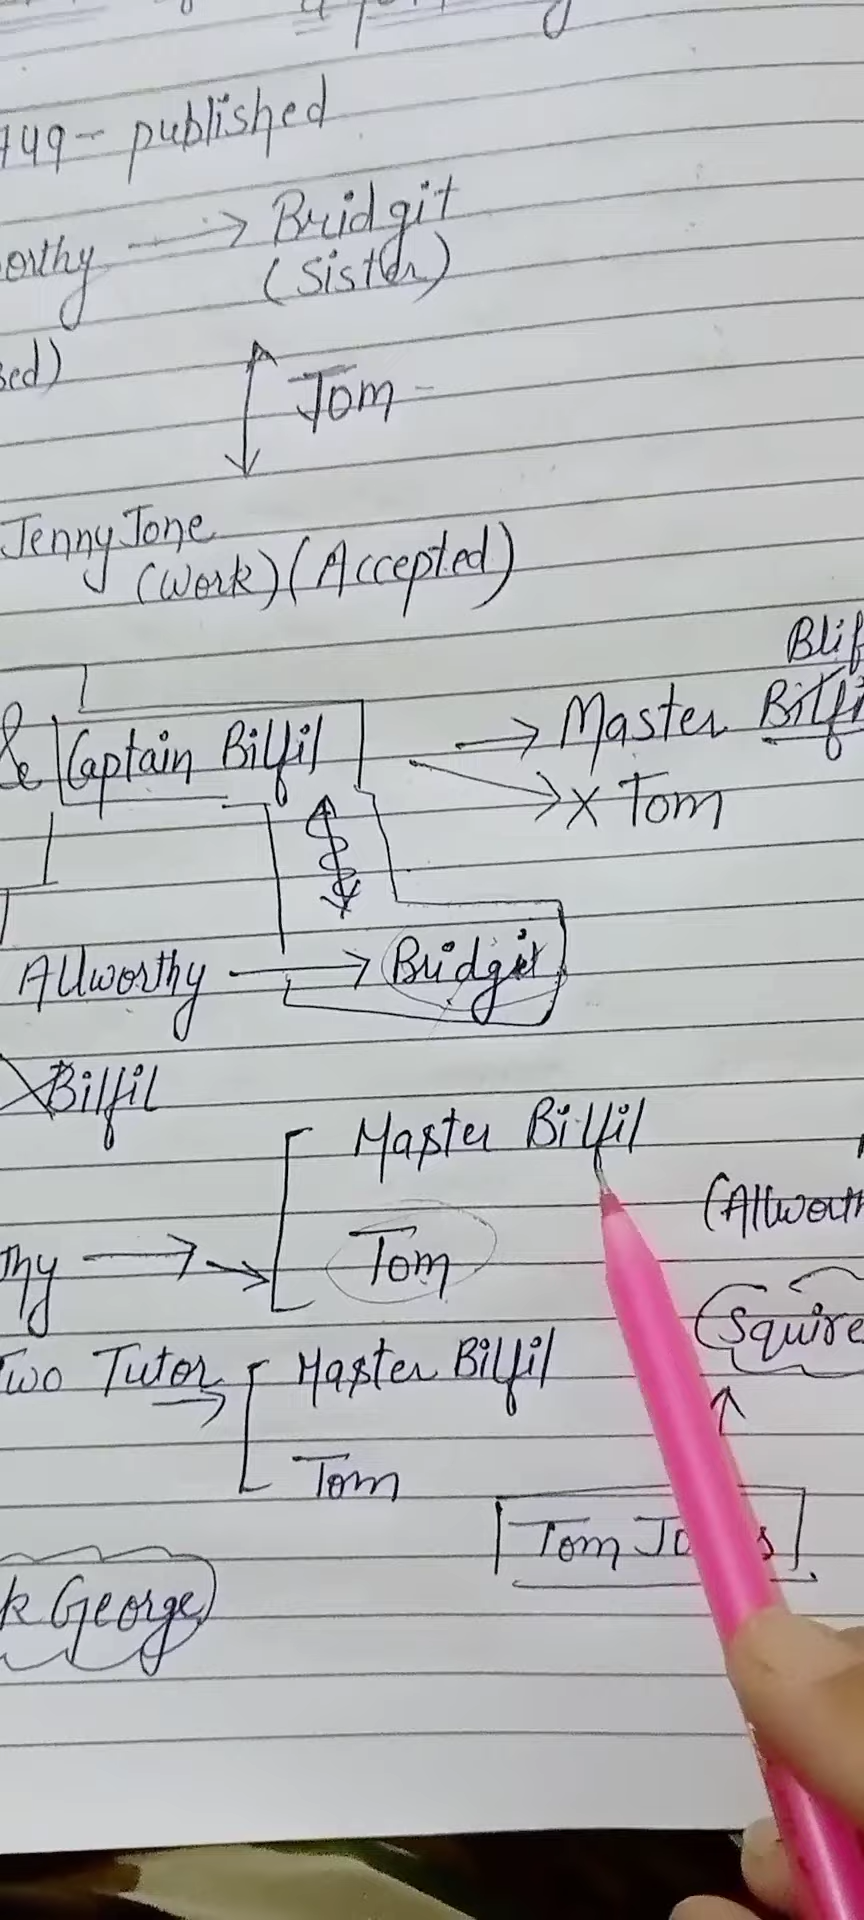 749- published
orthy → Bridgit
(Sister)
sed)
Tom -
Jenny Jone
(Work) (Accepted)
Blif
& Captain Bilfil → Master Bilfi
x Tom
Allworthy → Bridgit
Bilfil
Master Bilfil
(Allworth
thy → → Tom
(Squire
Two Tutor → Master Bilfil
Tom
Tom Jo s
k George)